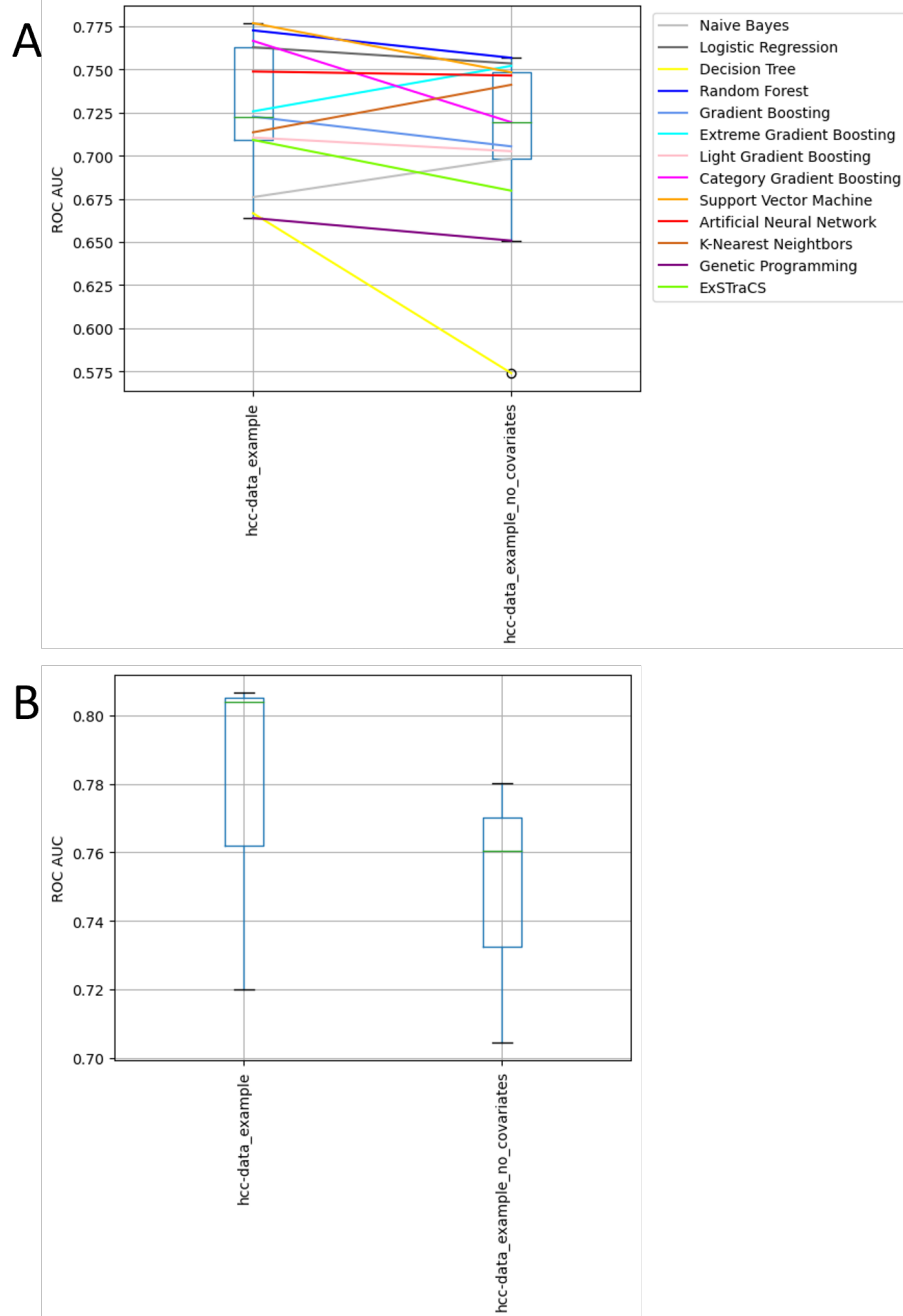 A
0.775
0.750
0.725
0.700
0.675
0.650
0.625
0.600
0.575
ROC AUC
hcc-data_example
hcc-data_example_no_covariates
Naive Bayes
Logistic Regression
Decision Tree
Random Forest
Gradient Boosting
Extreme Gradient Boosting
Light Gradient Boosting
Category Gradient Boosting
Support Vector Machine
Artificial Neural Network
K-Nearest Neightbors
Genetic Programming
ExSTraCS
B
0.80
0.78
0.76
0.74
0.72
0.70
ROC AUC
hcc-data_example
hcc-data_example_no_covariates